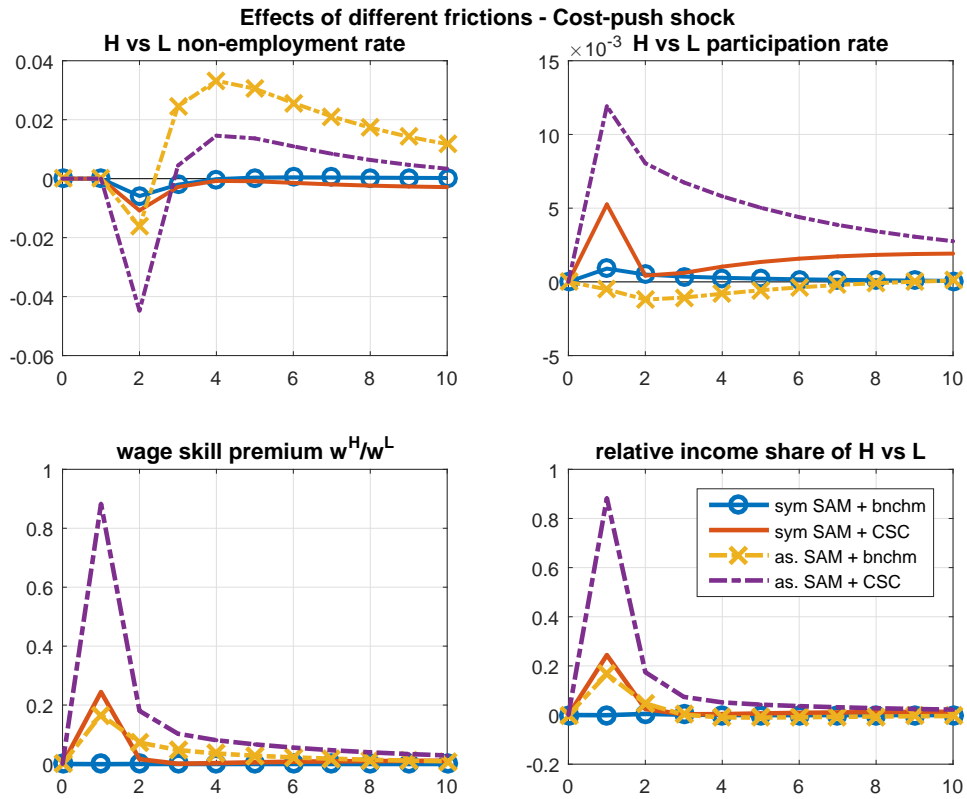 Effects of different frictions - Cost-push shock
H vs L non-employment rate
0.04
0.02
0
-0.02
-0.04
-0.06
0 2 4 6 8 10
×10^-3
H vs L participation rate
15
10
5
0
-5
0 2 4 6 8 10
wage skill premium w^H/w^L
1
0.8
0.6
0.4
0.2
0
0 2 4 6 8 10
relative income share of H vs L
1
0.8
0.6
0.4
0.2
0
-0.2
0 2 4 6 8 10
sym SAM + bnchm
sym SAM + CSC
as. SAM + bnchm
as. SAM + CSC